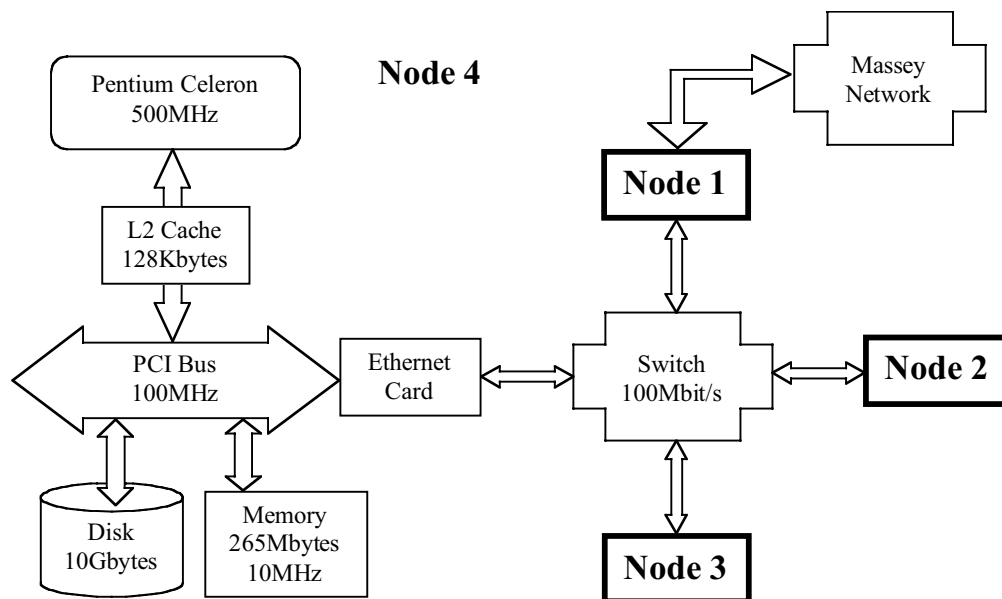 Node 4
Pentium Celeron
500MHz
L2 Cache
128Kbytes
PCI Bus
100MHz
Disk
10Gbytes
Memory
265Mbytes
10MHz
Ethernet
Card
Switch
100Mbit/s
Massey
Network
Node 1
Node 2
Node 3